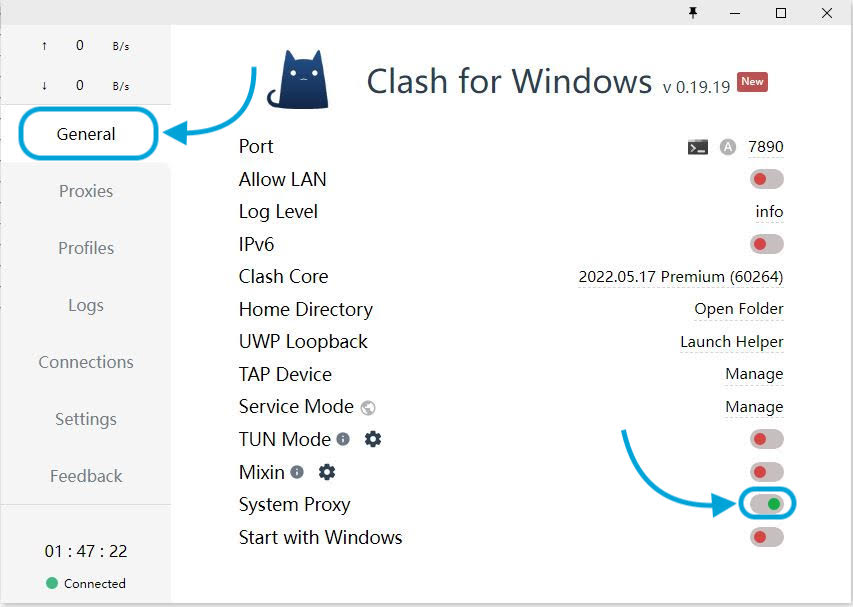 ↑ 0 B/s
↓ 0 B/s
General
Proxies
Profiles
Logs
Connections
Settings
Feedback
01 : 47 : 22
Connected
Clash for Windows v 0.19.19 New
Port A 7890
Allow LAN
Log Level info
IPv6
Clash Core 2022.05.17 Premium (60264)
Home Directory Open Folder
UWP Loopback Launch Helper
TAP Device Manage
Service Mode Manage
TUN Mode
Mixin
System Proxy
Start with Windows